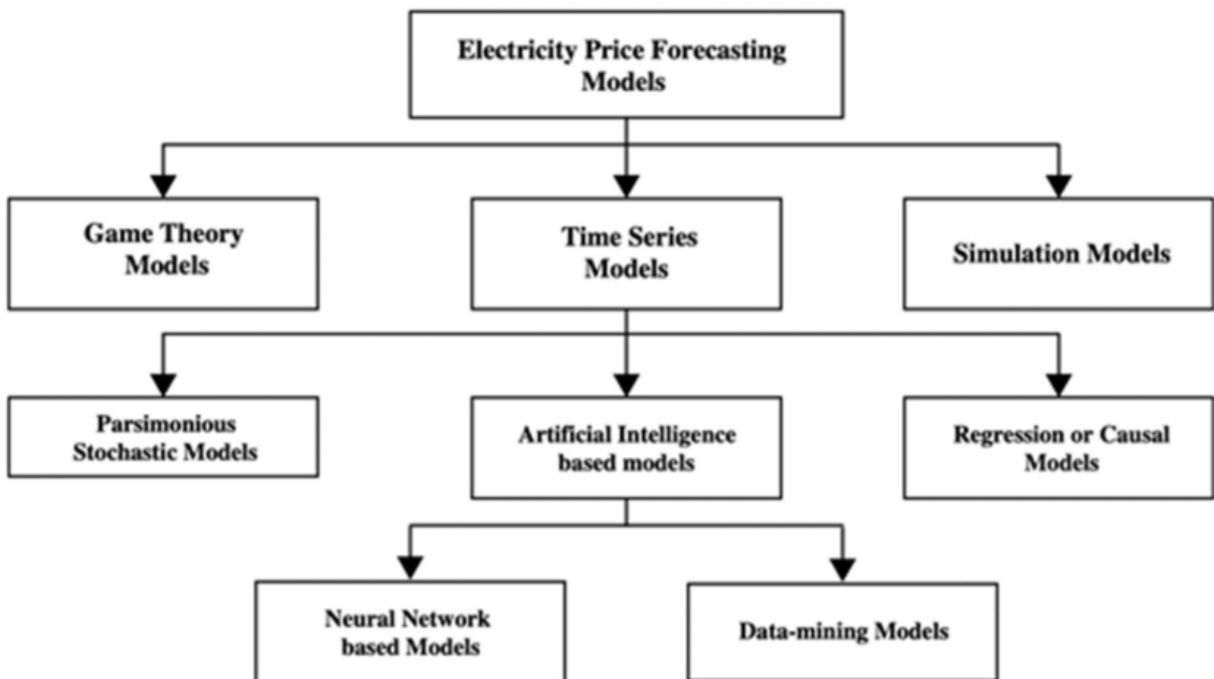 Electricity Price Forecasting
Models
Game Theory
Models
Time Series
Models
Simulation Models
Parsimonious
Stochastic Models
Artificial Intelligence
based models
Regression or Causal
Models
Neural Network
based Models
Data-mining Models